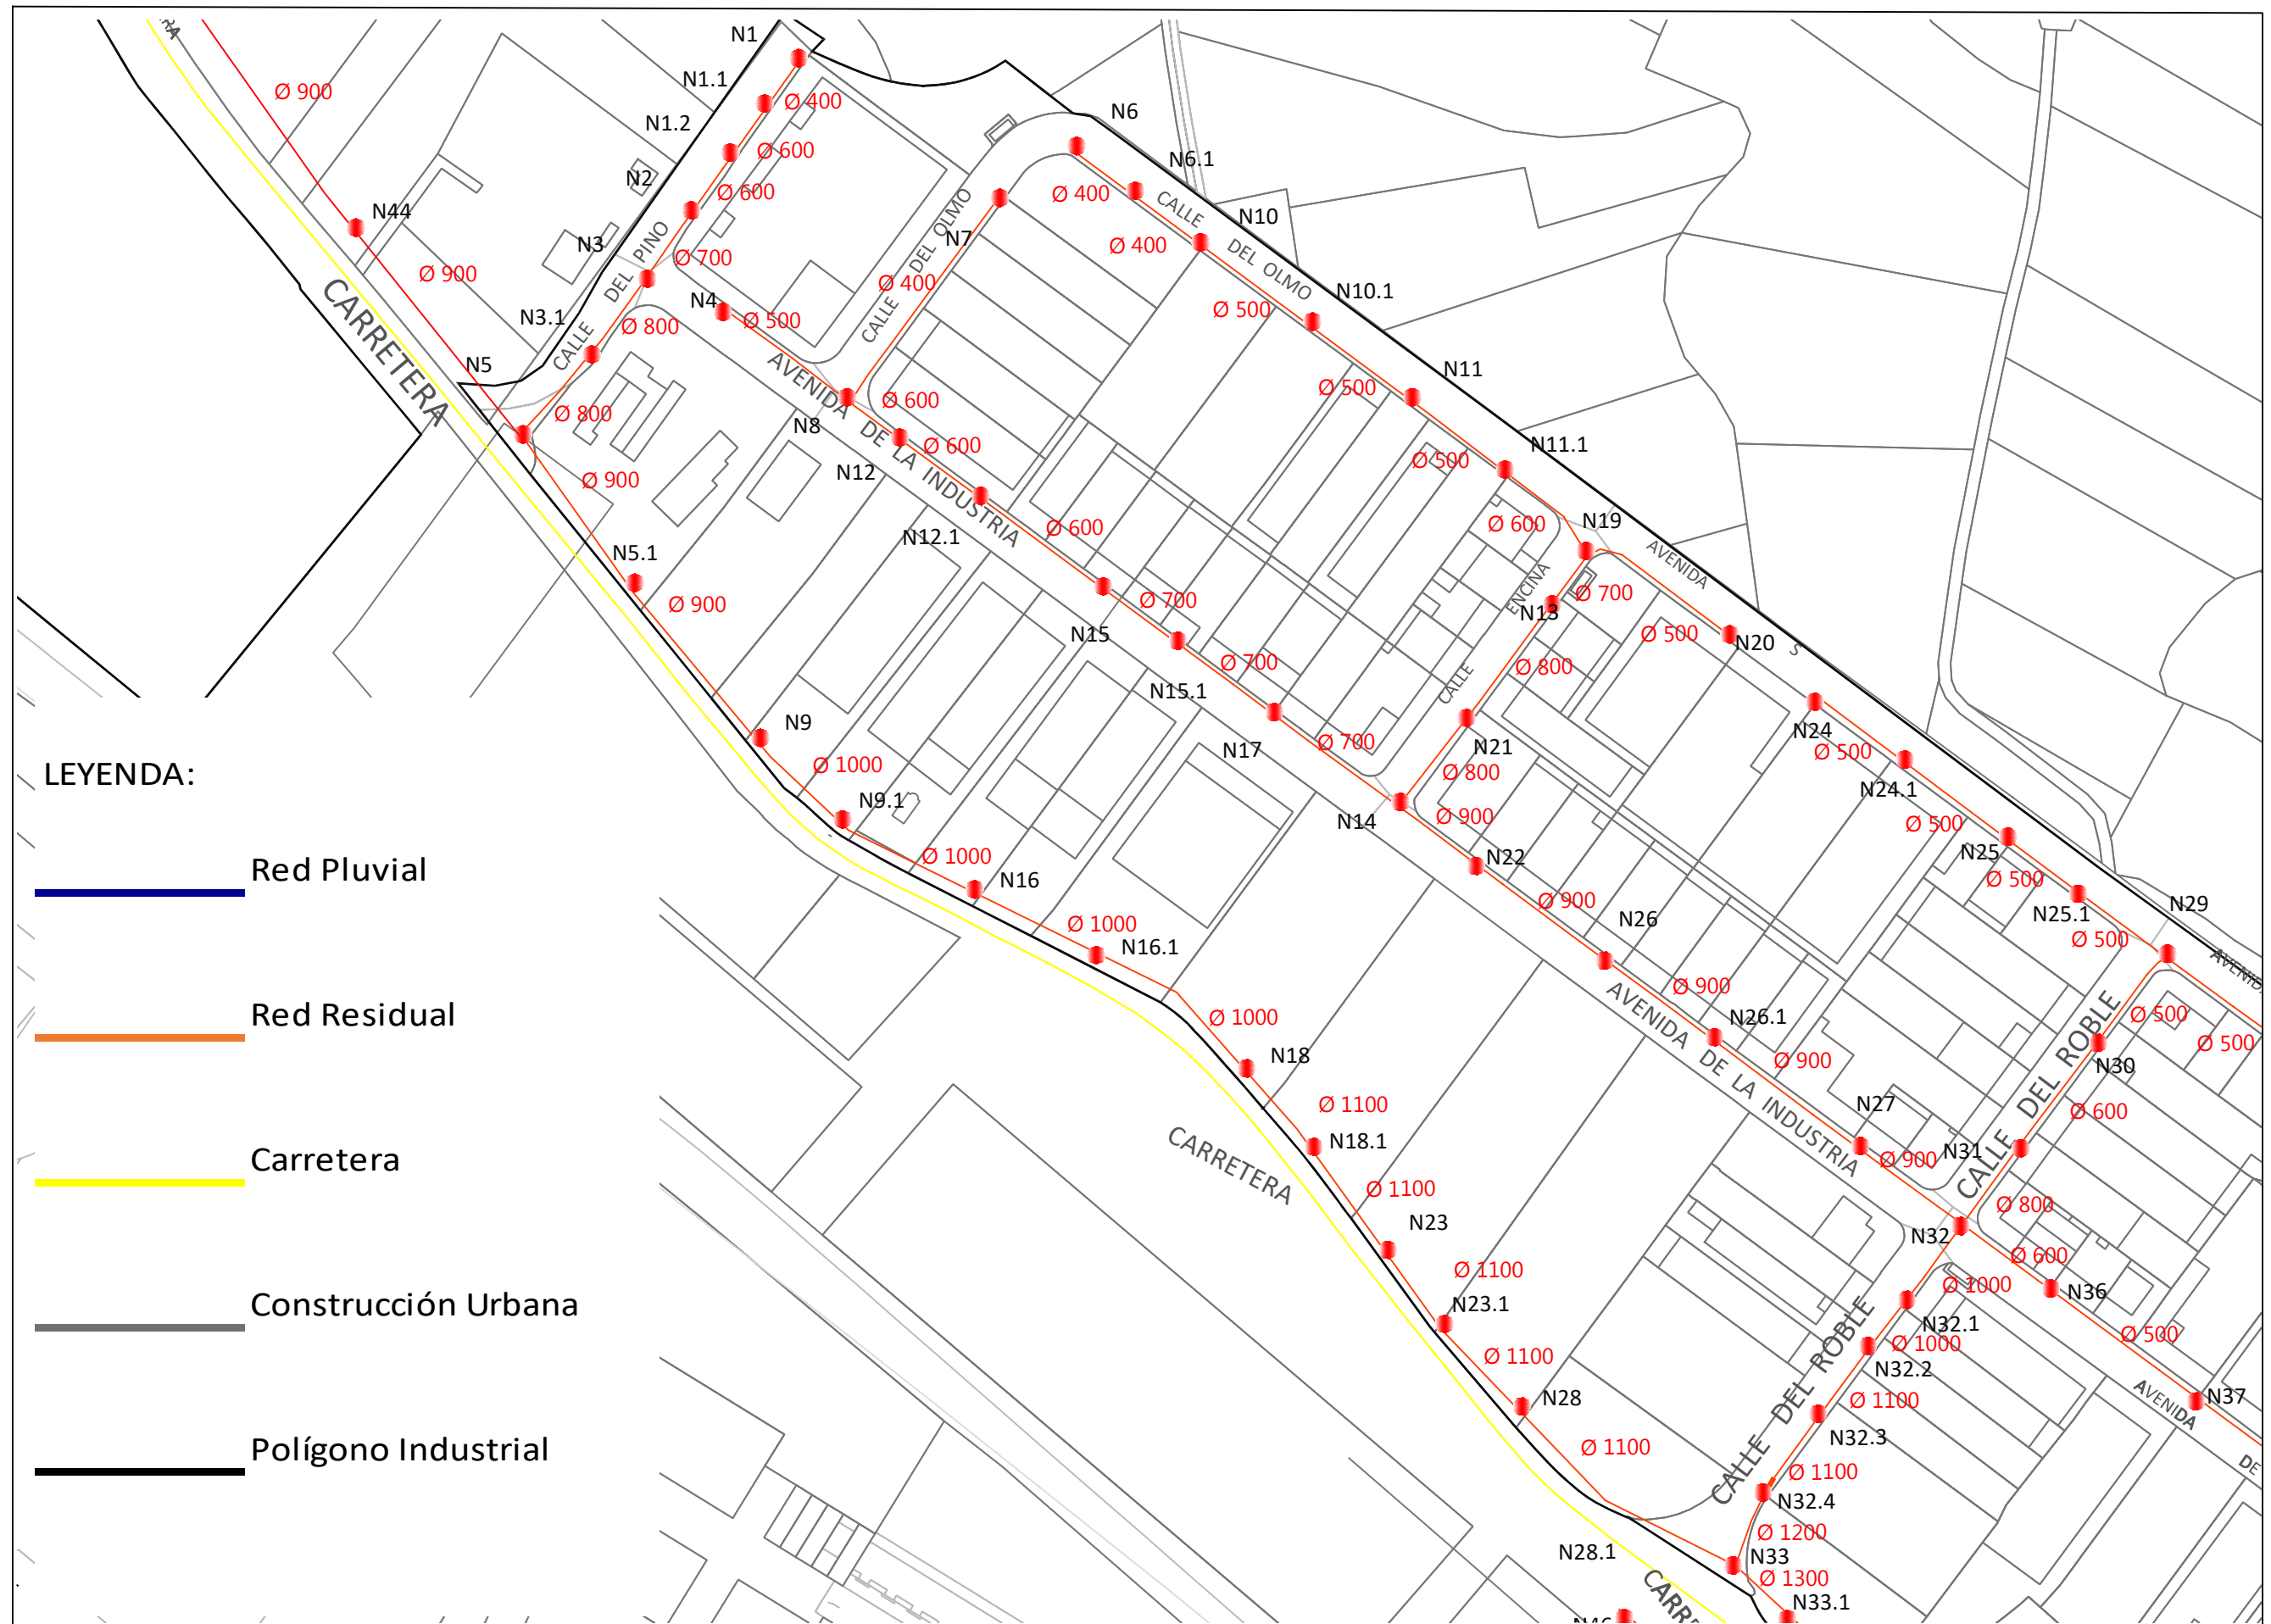 RA
N1
Ø 900
N1.1
Ø 400
N6
N1.2
Ø 600
N6.1
N2
Ø 600
Ø 400
CALLE
N44
N10
N3
DEL PINO
Ø 700
CALLE DEL OLMO
N7
Ø 400
DEL OLMO
Ø 900
Ø 400
N10.1
N4
N3.1
Ø 800
Ø 500
Ø 500
CARRETERA
CALLE
N5
AVENIDA
N11
Ø 500
Ø 800
Ø 600
N8
DE LA INDUSTRIA
Ø 600
N11.1
Ø 500
N12
Ø 900
N12.1
Ø 600
Ø 600
N19
AVENIDA
N5.1
Ø 900
Ø 700
ENCINA
N13
Ø 700
N15
Ø 500
N20
S
Ø 700
Ø 800
CALLE
N15.1
N9
N17
Ø 700
N21
N24
Ø 500
LEYENDA:
Ø 1000
Ø 800
N24.1
N9.1
N14
Ø 900
Ø 500
Red Pluvial
Ø 1000
N22
N25
N16
Ø 500
Ø 900
N25.1
N29
Ø 1000
N16.1
N26
Ø 500
AVENIDA
Ø 900
Red Residual
Ø 1000
AVENIDA DE LA INDUSTRIA
N26.1
Ø 500
Ø 500
N18
Ø 900
N30
CALLE DEL ROBLE
Ø 1100
N27
Ø 600
N18.1
Carretera
CARRETERA
Ø 900
N31
Ø 1100
Ø 800
N23
N32
Ø 600
Ø 1100
Ø 1000
N36
N23.1
Construcción Urbana
N32.1
Ø 500
Ø 1000
Ø 1100
N32.2
N28
Ø 1100
N37
AVENIDA
CALLE DEL ROBLE
N32.3
Ø 1100
Polígono Industrial
Ø 1100
DE
N32.4
Ø 1200
N28.1
N33
Ø 1300
CARRE
N33.1
N46